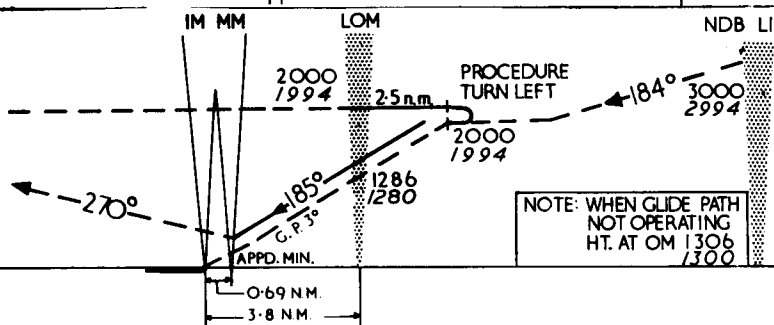 IM MM
LOM
NDB LI
2000
1994
2·5 n.m.
PROCEDURE
TURN LEFT
184°
3000
2994
2000
1994
185°
1286
1280
270°
G.P. 3°
NOTE: WHEN GLIDE PATH
NOT OPERATING
HT. AT OM 1306
1300
APPD. MIN.
0·69 N.M.
3·8 N.M.